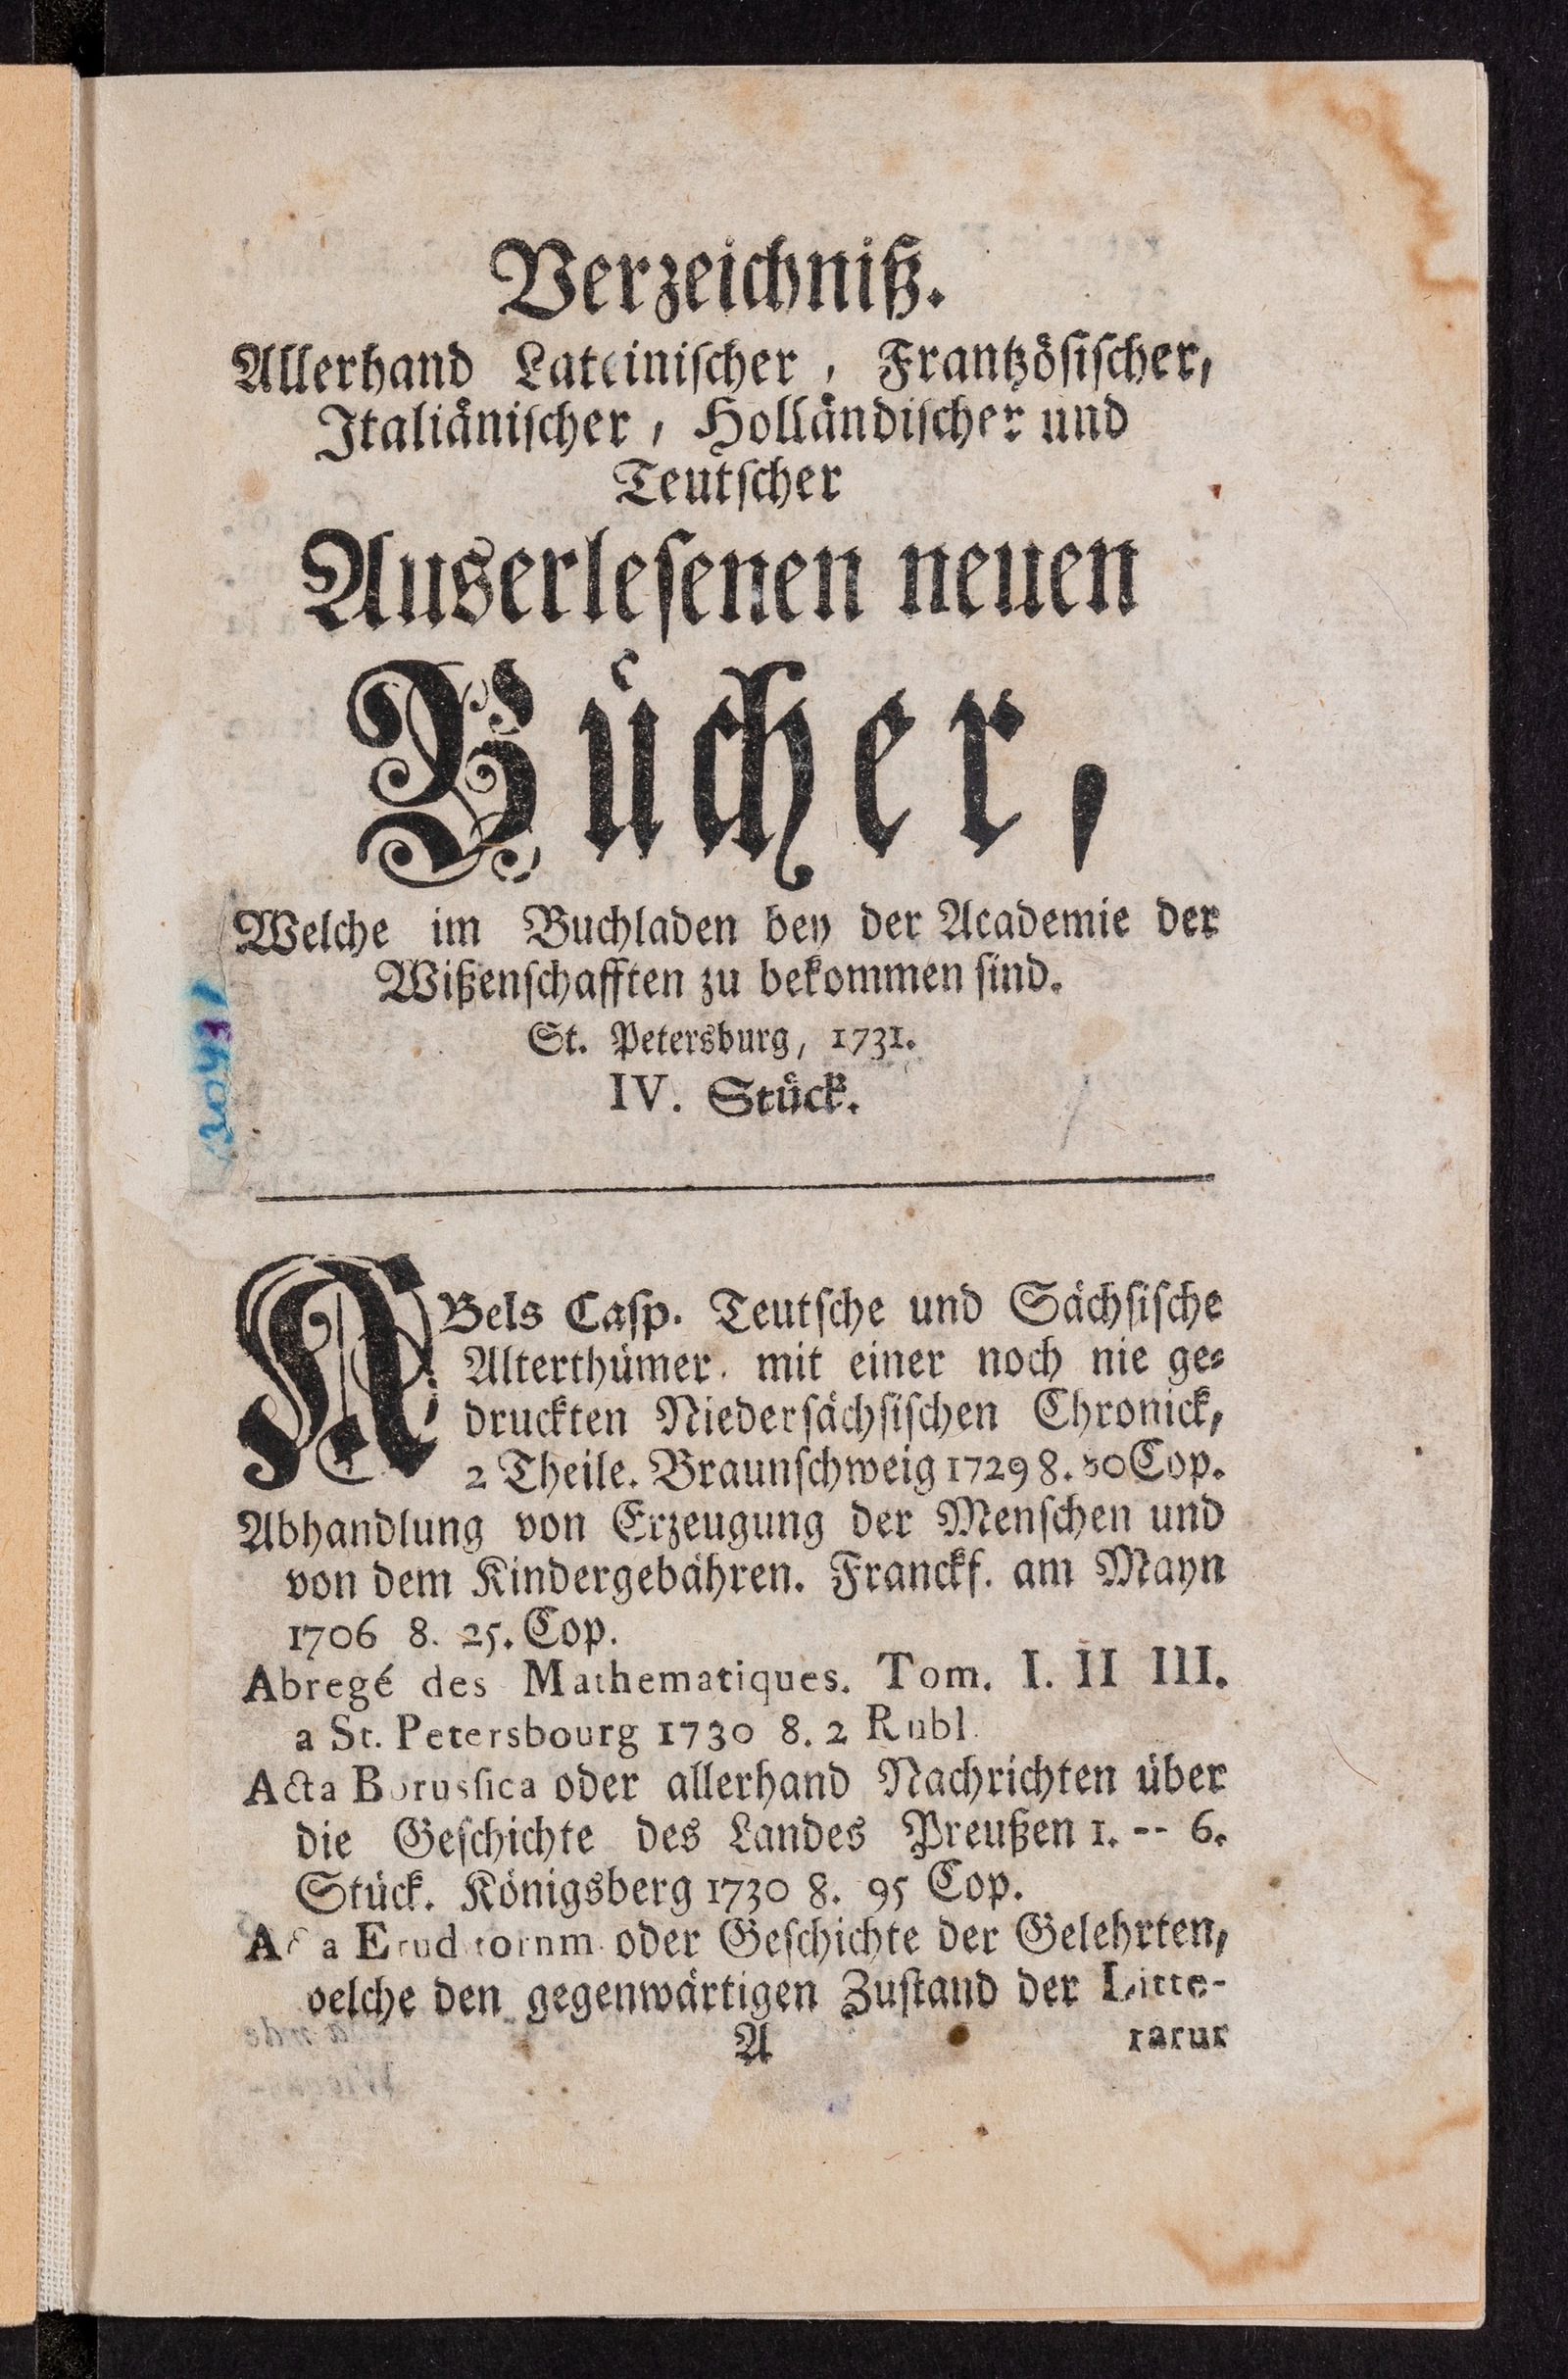 Verzeichniß.
Allerhand Lateinischer, Frantzösischer,
Italiänischer, Holländischer und
Teutscher
Auserlesenen neuen
Bücher,
Welche im Buchladen bey der Academie der
Wißenschafften zu bekommen sind.
St. Petersburg, 1731.
IV. Stück.
ABels Casp. Teutsche und Sächsische
Alterthümer. mit einer noch nie ge-
druckten Niedersächsischen Chronick,
2 Theile. Braunschweig 1729 8. 80 Cop.
Abhandlung von Erzeugung der Menschen und
von dem Kindergebähren. Franckf. am Mayn
1706 8. 25. Cop.
Abregé des Mathematiques. Tom. I. II III.
a St. Petersbourg 1730 8. 2 Rubl.
Acta Borussica oder allerhand Nachrichten über
die Geschichte des Landes Preußen 1. -- 6.
Stück. Königsberg 1730 8. 95 Cop.
Acta Eruditornm oder Geschichte der Gelehrten,
welche den gegenwärtigen Zustand der Litte-
A ratur